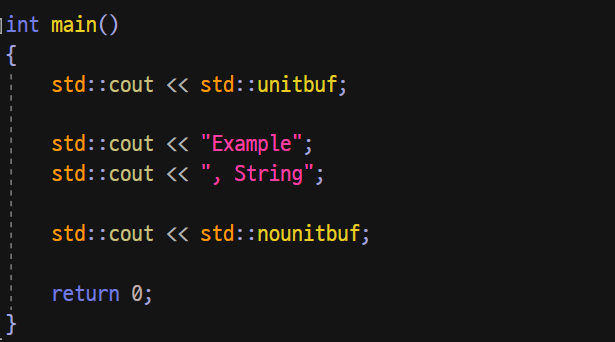 int main()
{
std::cout << std::unitbuf;
std::cout << "Example";
std::cout << ", String";
std::cout << std::nounitbuf;
return 0;
}